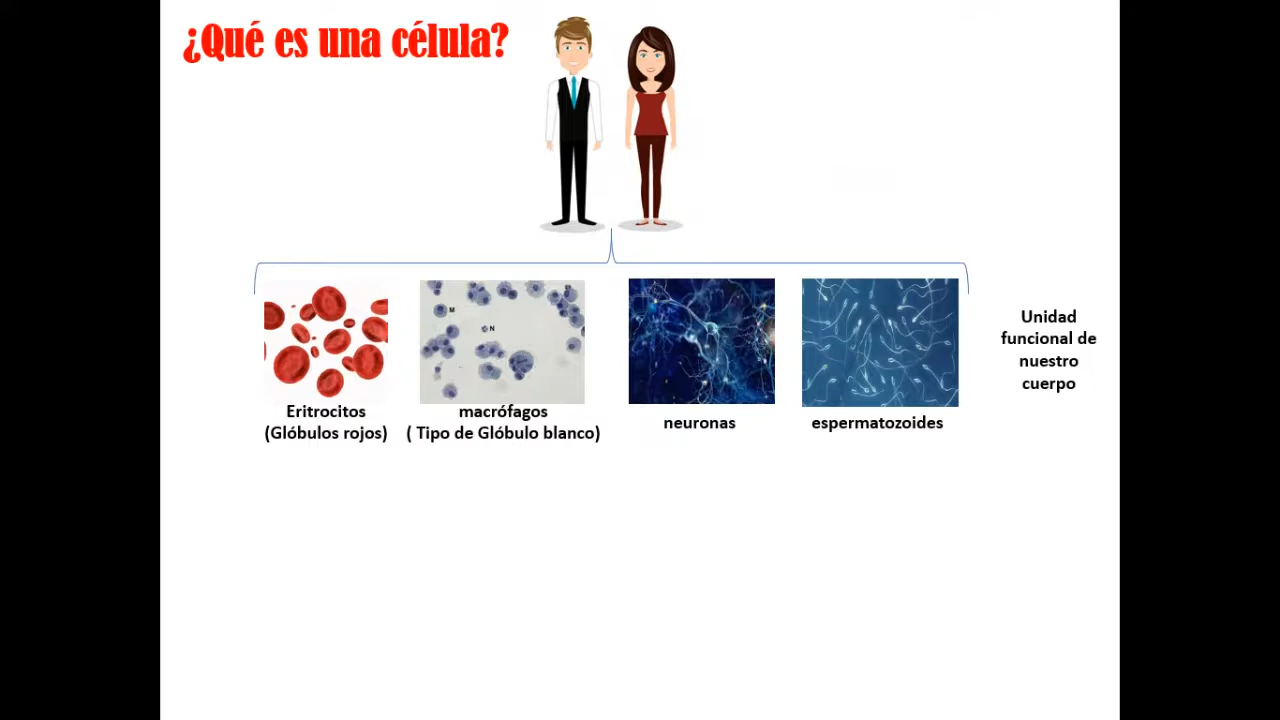 ¿Qué es una célula?
M
N
Eritrocitos
(Glóbulos rojos)
macrófagos
( Tipo de Glóbulo blanco)
neuronas
espermatozoides
Unidad
funcional de
nuestro
cuerpo